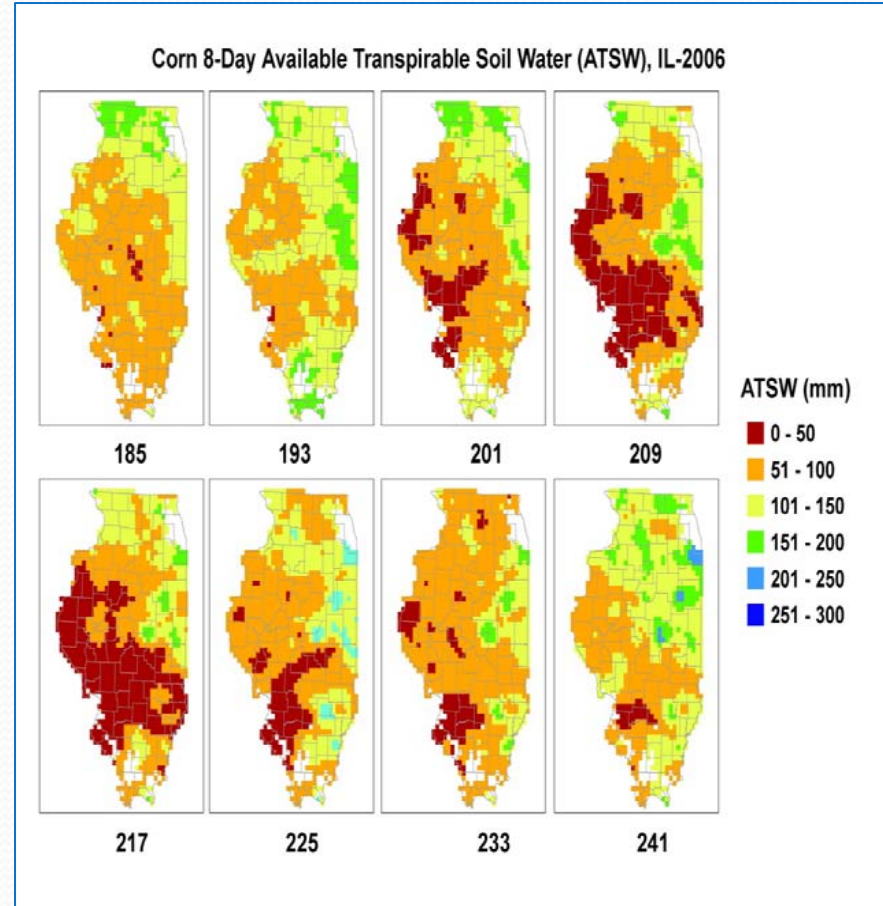 Corn 8-Day Available Transpirable Soil Water (ATSW), IL-2006
185
193
201
209
ATSW (mm)
0 - 50
51 - 100
101 - 150
151 - 200
201 - 250
251 - 300
217
225
233
241